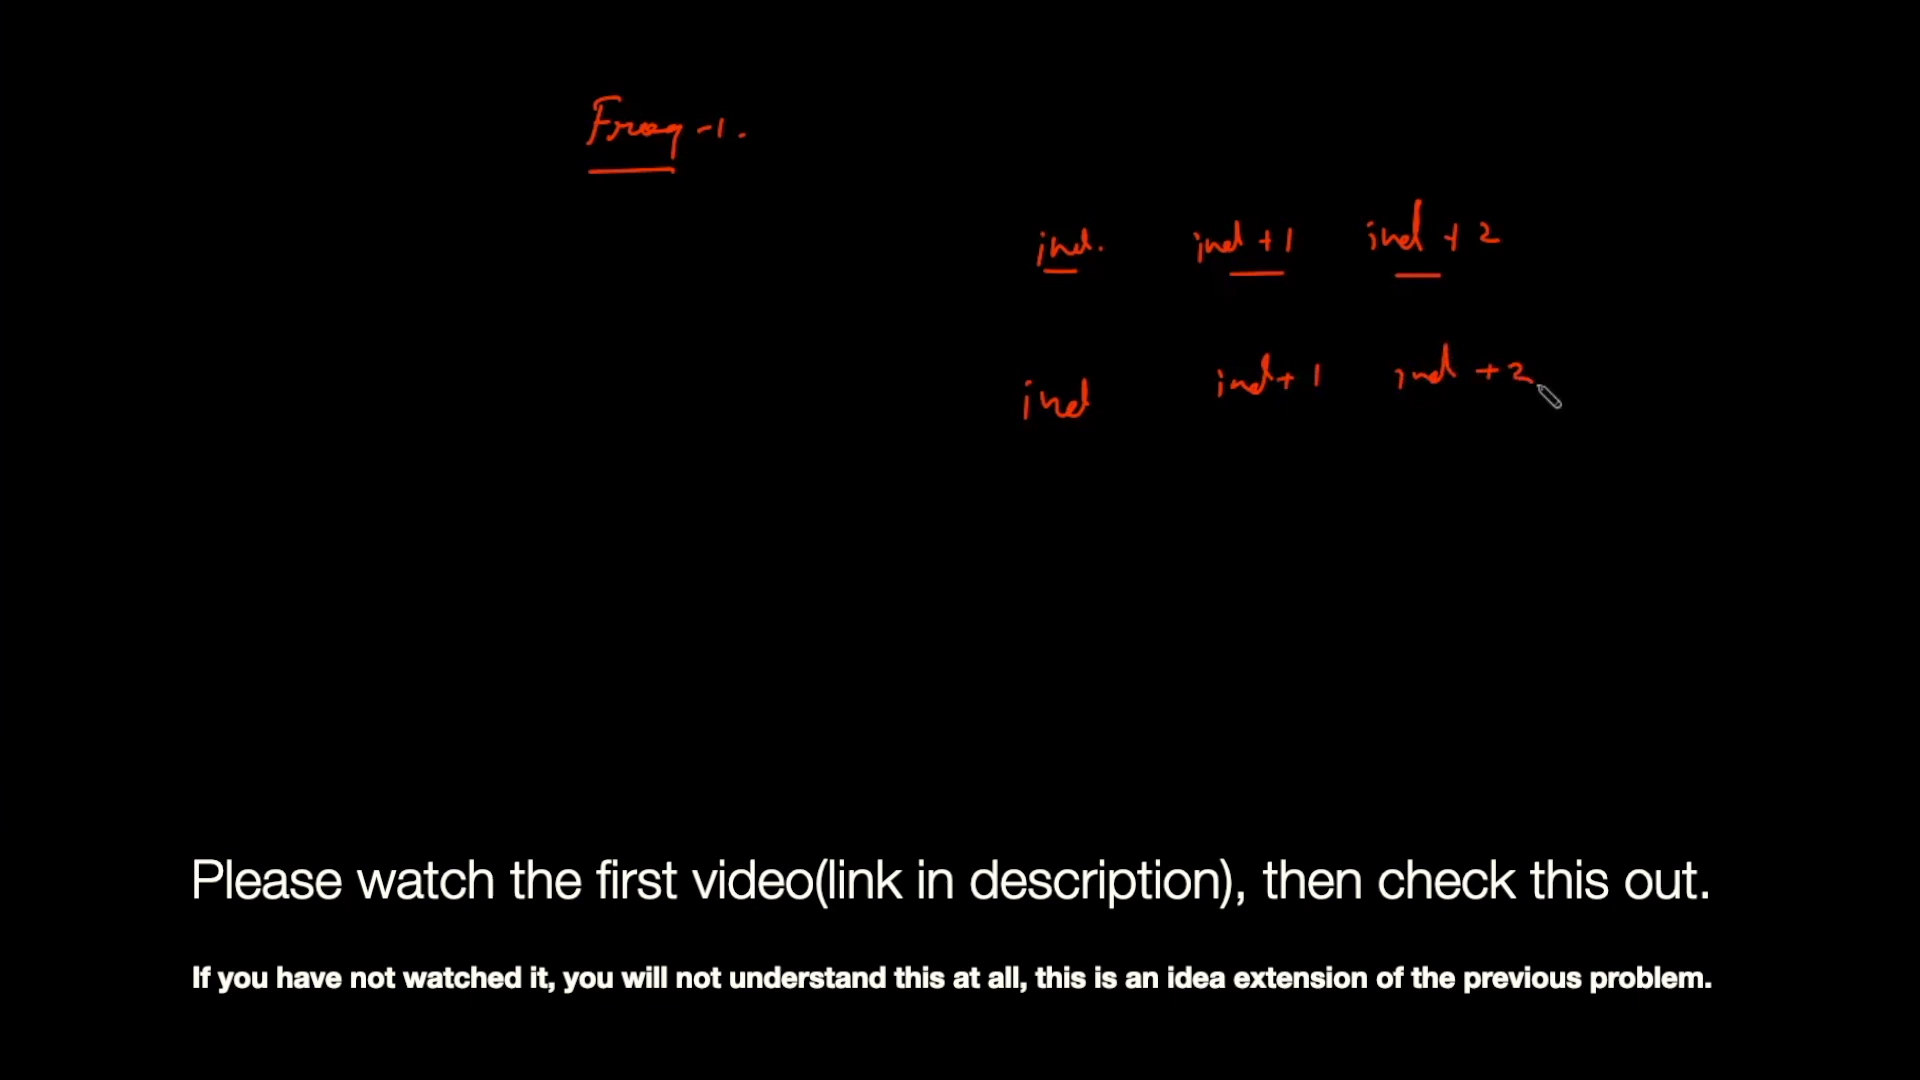 Frog -1.
ind. ind + 1 ind + 2
ind ind + 1 ind + 2
Please watch the first video(link in description), then check this out.
If you have not watched it, you will not understand this at all, this is an idea extension of the previous problem.